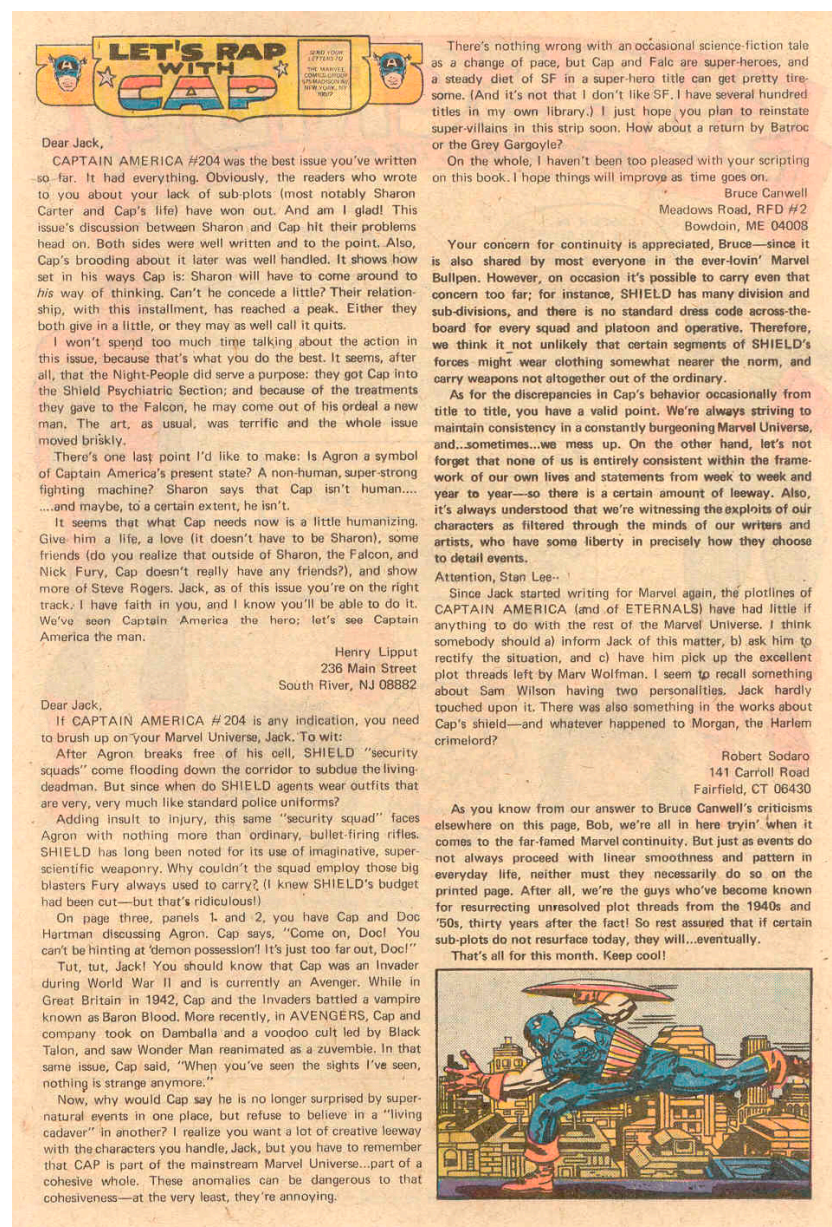 LET'S RAP
WITH
CAP
SEND YOUR
LETTERS TO
THE MARVEL
COMICS GROUP
575 MADISON AV.
NEW YORK, N.Y.
10022
Dear Jack,
CAPTAIN AMERICA #204 was the best issue you've written
so far. It had everything. Obviously, the readers who wrote
to you about your lack of sub-plots (most notably Sharon
Carter and Cap's life) have won out. And am I glad! This
issue's discussion between Sharon and Cap hit their problems
head on. Both sides were well written and to the point. Also,
Cap's brooding about it later was well handled. It shows how
set in his ways Cap is: Sharon will have to come around to
his way of thinking. Can't he concede a little? Their relation-
ship, with this installment, has reached a peak. Either they
both give in a little, or they may as well call it quits.
I won't spend too much time talking about the action in
this issue, because that's what you do the best. It seems, after
all, that the Night-People did serve a purpose: they got Cap into
the Shield Psychiatric Section; and because of the treatments
they gave to the Falcon, he may come out of his ordeal a new
man. The art, as usual, was terrific and the whole issue
moved briskly.
There's one last point I'd like to make: Is Agron a symbol
of Captain America's present state? A non-human, super-strong
fighting machine? Sharon says that Cap isn't human....
....and maybe, to a certain extent, he isn't.
It seems that what Cap needs now is a little humanizing.
Give him a life, a love (it doesn't have to be Sharon), some
friends (do you realize that outside of Sharon, the Falcon, and
Nick Fury, Cap doesn't really have any friends?), and show
more of Steve Rogers. Jack, as of this issue you're on the right
track. I have faith in you, and I know you'll be able to do it.
We've seen Captain America the hero; let's see Captain
America the man.
Henry Lipput
236 Main Street
South River, NJ 08882
Dear Jack,
If CAPTAIN AMERICA #204 is any indication, you need
to brush up on your Marvel Universe, Jack. To wit:
After Agron breaks free of his cell, SHIELD "security
squads" come flooding down the corridor to subdue the living
deadman. But since when do SHIELD agents wear outfits that
are very, very much like standard police uniforms?
Adding insult to injury, this same "security squad" faces
Agron with nothing more than ordinary, bullet-firing rifles.
SHIELD has long been noted for its use of imaginative, super-
scientific weaponry. Why couldn't the squad employ those big
blasters Fury always used to carry? (I knew SHIELD's budget
had been cut—but that's ridiculous!)
On page three, panels 1 and 2, you have Cap and Doc
Hartman discussing Agron. Cap says, "Come on, Doc! You
can't be hinting at 'demon possession'! It's just too far out, Doc!"
Tut, tut, Jack! You should know that Cap was an Invader
during World War II and is currently an Avenger. While in
Great Britain in 1942, Cap and the Invaders battled a vampire
known as Baron Blood. More recently, in AVENGERS, Cap and
company took on Damballa and a voodoo cult led by Black
Talon, and saw Wonder Man reanimated as a zuvembie. In that
same issue, Cap said, "When you've seen the sights I've seen,
nothing is strange anymore."
Now, why would Cap say he is no longer surprised by super-
natural events in one place, but refuse to believe in a "living
cadaver" in another? I realize you want a lot of creative leeway
with the characters you handle, Jack, but you have to remember
that CAP is part of the mainstream Marvel Universe...part of a
cohesive whole. These anomalies can be dangerous to that
cohesiveness—at the very least, they're annoying.
There's nothing wrong with an occasional science-fiction tale
as a change of pace, but Cap and Falc are super-heroes, and
a steady diet of SF in a super-hero title can get pretty tire-
some. (And it's not that I don't like SF. I have several hundred
titles in my own library.) I just hope you plan to reinstate
super-villains in this strip soon. How about a return by Batroc
or the Grey Gargoyle?
On the whole, I haven't been too pleased with your scripting
on this book. I hope things will improve as time goes on.
Bruce Canwell
Meadows Road, RFD #2
Bowdoin, ME 04008
Your concern for continuity is appreciated, Bruce—since it
is also shared by most everyone in the ever-lovin' Marvel
Bullpen. However, on occasion it's possible to carry even that
concern too far; for instance, SHIELD has many division and
sub-divisions, and there is no standard dress code across-the-
board for every squad and platoon and operative. Therefore,
we think it not unlikely that certain segments of SHIELD's
forces might wear clothing somewhat nearer the norm, and
carry weapons not altogether out of the ordinary.
As for the discrepancies in Cap's behavior occasionally from
title to title, you have a valid point. We're always striving to
maintain consistency in a constantly burgeoning Marvel Universe,
and...sometimes...we mess up. On the other hand, let's not
forget that none of us is entirely consistent within the frame-
work of our own lives and statements from week to week and
year to year—so there is a certain amount of leeway. Also,
it's always understood that we're witnessing the exploits of our
characters as filtered through the minds of our writers and
artists, who have some liberty in precisely how they choose
to detail events.
Attention, Stan Lee--
Since Jack started writing for Marvel again, the plotlines of
CAPTAIN AMERICA (and of ETERNALS) have had little if
anything to do with the rest of the Marvel Universe. I think
somebody should a) inform Jack of this matter, b) ask him to
rectify the situation, and c) have him pick up the excellent
plot threads left by Marv Wolfman. I seem to recall something
about Sam Wilson having two personalities. Jack hardly
touched upon it. There was also something in the works about
Cap's shield—and whatever happened to Morgan, the Harlem
crimelord?
Robert Sodaro
141 Carroll Road
Fairfield, CT 06430
As you know from our answer to Bruce Canwell's criticisms
elsewhere on this page, Bob, we're all in here tryin' when it
comes to the far-famed Marvel continuity. But just as events do
not always proceed with linear smoothness and pattern in
everyday life, neither must they necessarily do so on the
printed page. After all, we're the guys who've become known
for resurrecting unresolved plot threads from the 1940s and
'50s, thirty years after the fact! So rest assured that if certain
sub-plots do not resurface today, they will...eventually.
That's all for this month. Keep cool!